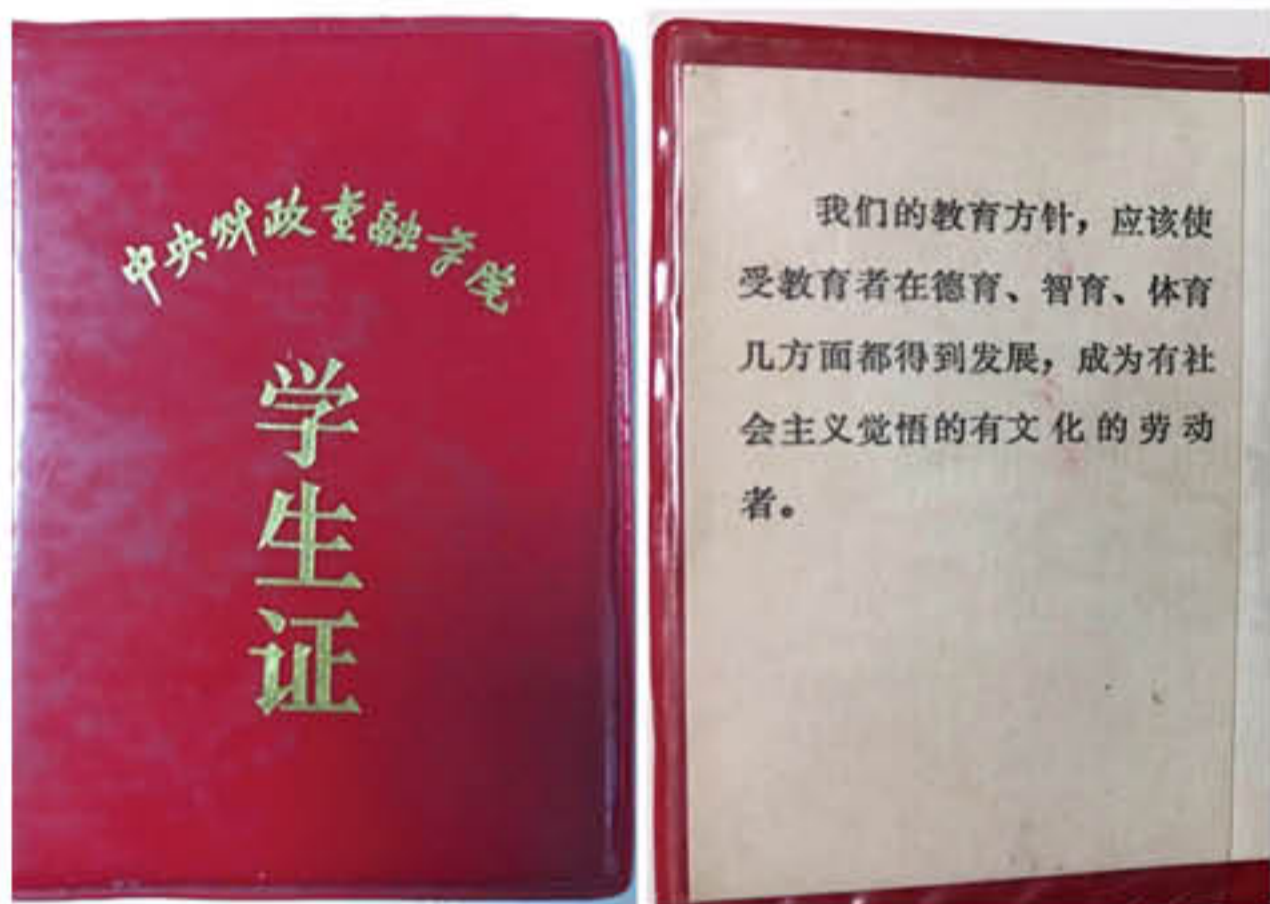 中央财政金融学院
学生证
我们的教育方针，应该使
受教育者在德育、智育、体育
几方面都得到发展，成为有社
会主义觉悟的有文化的劳动
者。